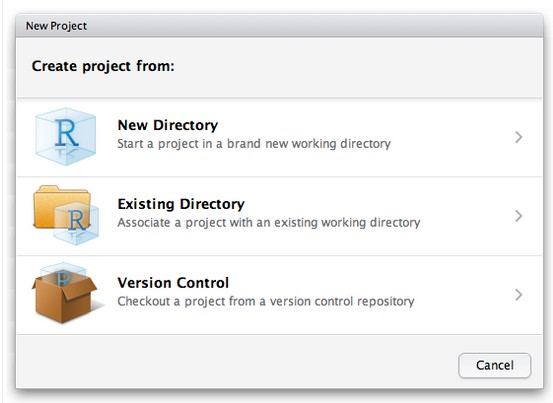 New Project
Create project from:
R
New Directory
Start a project in a brand new working directory
R
Existing Directory
Associate a project with an existing working directory
R
Version Control
Checkout a project from a version control repository
Cancel